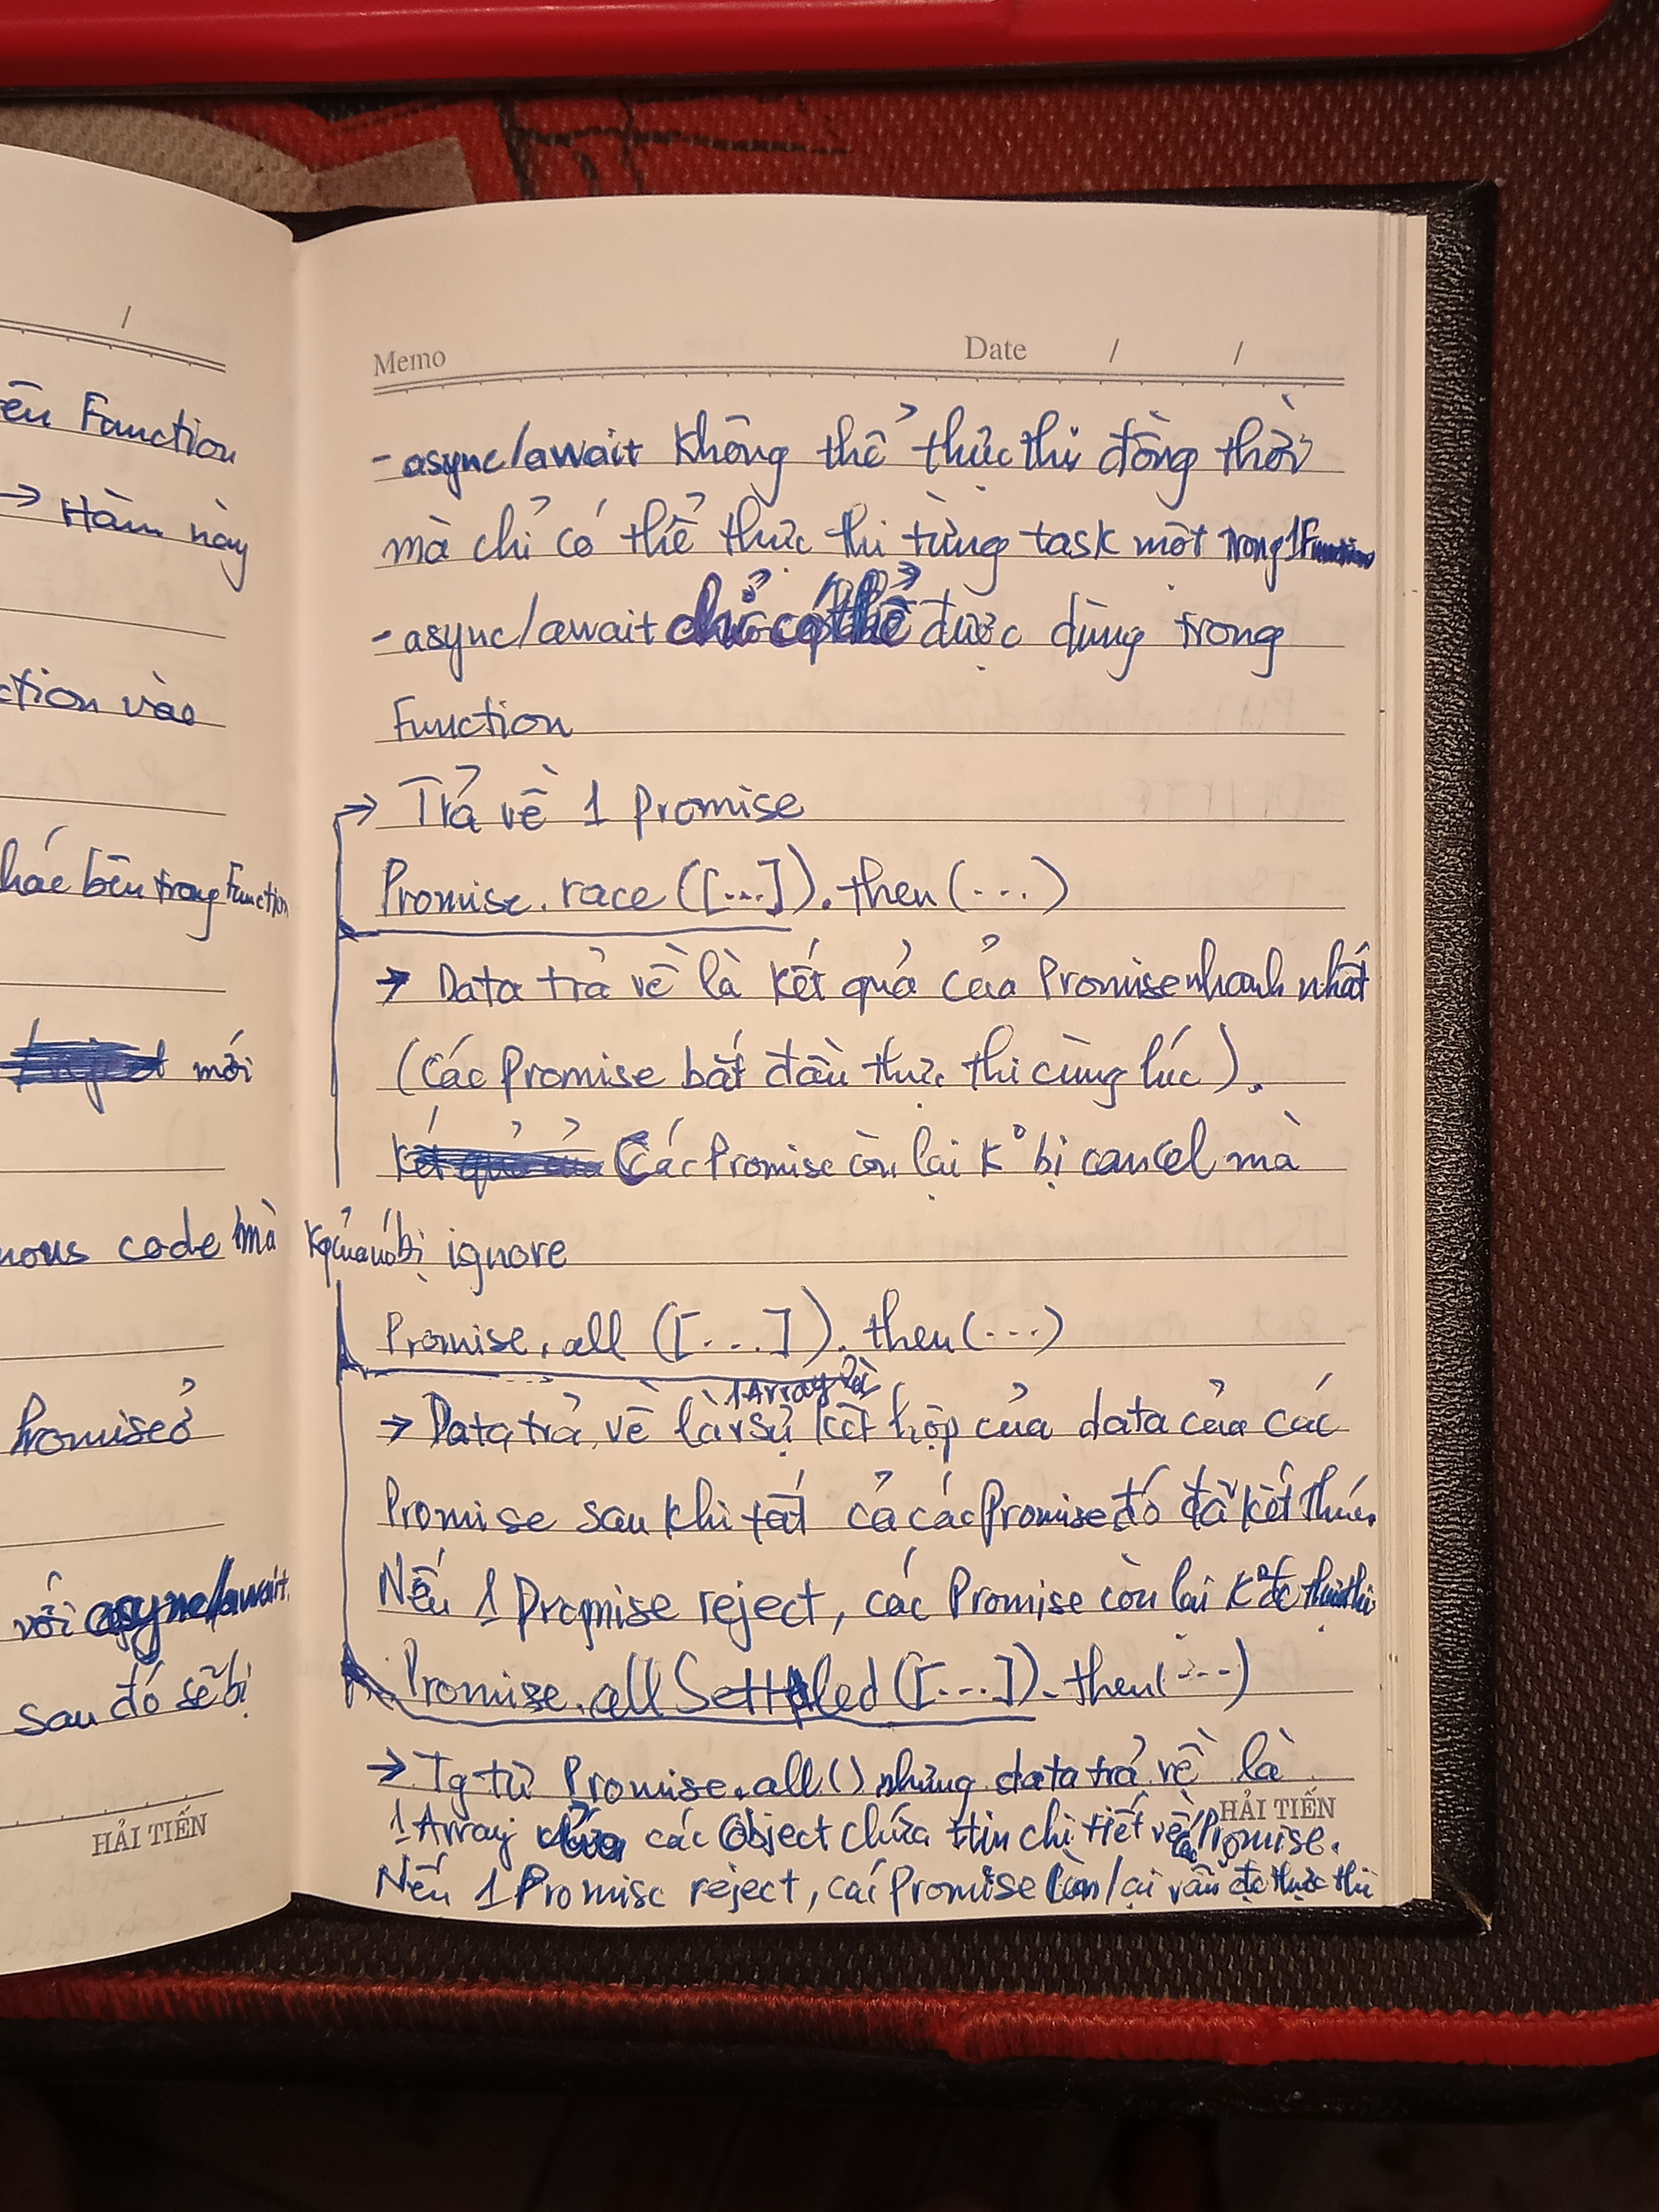 /
ên Function
→ Hàm này
ction vào
hác bên trong Function
mới
nous code mà
Promise ở
với async/await
sau đó sẽ bị
HẢI TIẾN
Memo Date / /
- async/await không thể thực thi đồng thời
mà chỉ có thể thực thi từng task một trong 1 Function
- async/await chỉ có thể được dùng trong
Function
→ Trả về 1 Promise
Promise.race([...]).then(...)
→ Data trả về là kết quả của Promise nhanh nhất
(Các Promise bắt đầu thực thi cùng lúc).
Các Promise còn lại k° bị cancel mà
kquả của nó bị ignore
Promise.all([...]).then(...)
1 Array là
→ Data trả về là sự kết hợp của data của các
Promise sau khi tất cả các Promise đó đã kết thúc.
Nếu 1 Promise reject, các Promise còn lại k° đc thực thi
Promise.allSettled([...]).then(...)
→ Tg tự Promise.all() nhưng data trả về là
HẢI TIẾN
1 Array các Object chứa ttin chi tiết về các Promise.
Nếu 1 Promise reject, các Promise còn lại vẫn đc thực thi